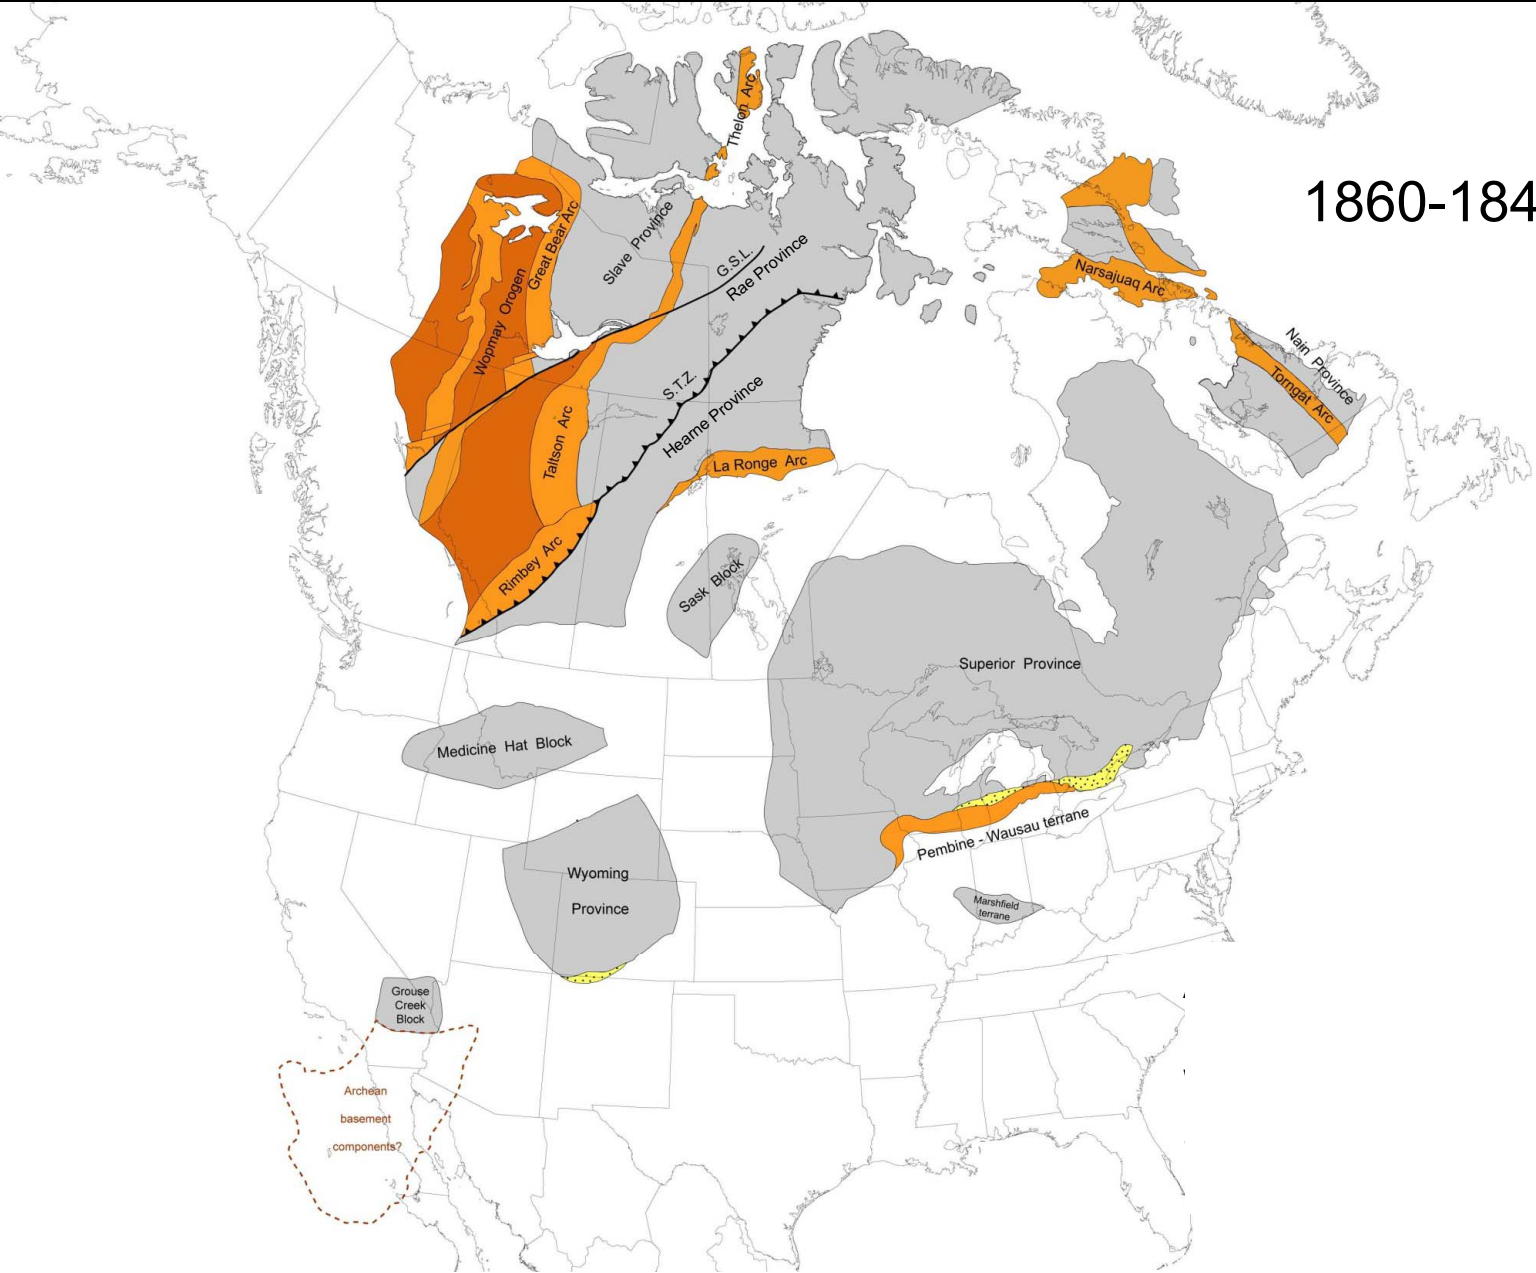 Thelon Arc
1860-184
Great Bear Arc
Slave Province
G.S.L.
Rae Province
Narsajuaq Arc
Wopmay Orogen
Nain Province
Torngat Arc
S.T.Z.
Hearne Province
Taltson Arc
La Ronge Arc
Rimbey Arc
Sask Block
Superior Province
Medicine Hat Block
Pembine - Wausau terrane
Wyoming
Province
Marshfield
terrane
Grouse
Creek
Block
Archean
basement
components?